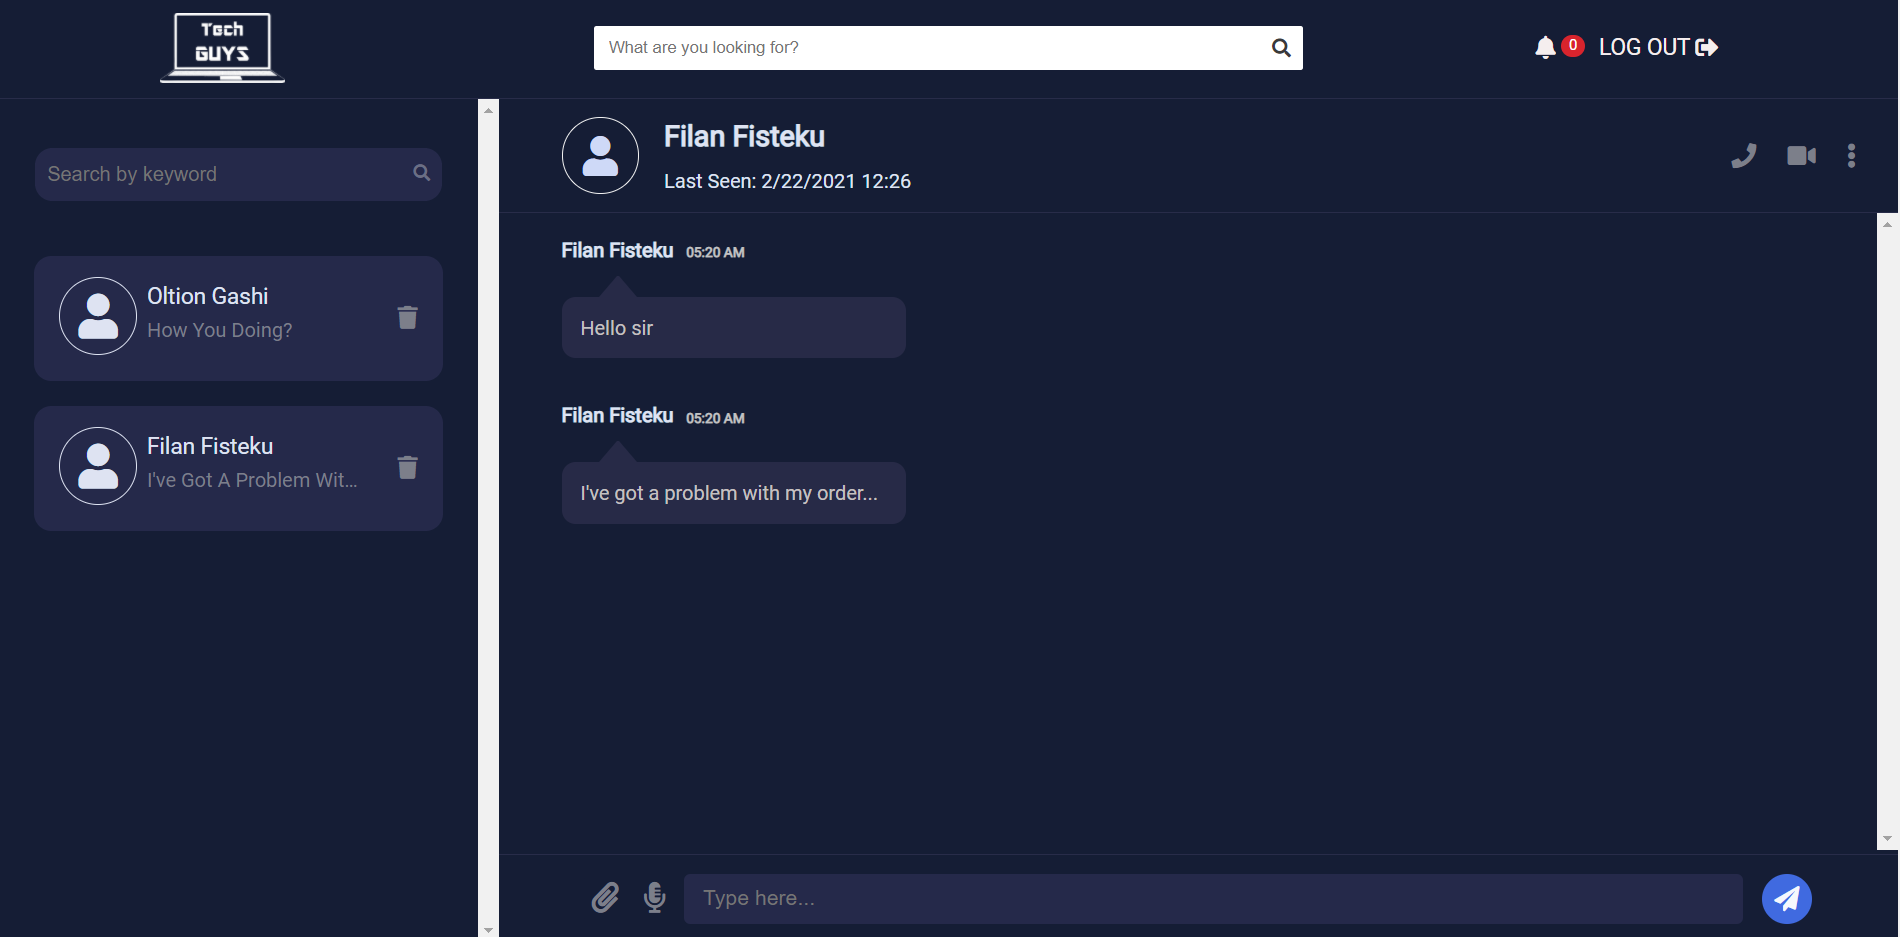 Tech
GUYS
What are you looking for?
0
LOG OUT
Search by keyword
Oltion Gashi
How You Doing?
Filan Fisteku
I've Got A Problem Wit...
Filan Fisteku
Last Seen: 2/22/2021 12:26
Filan Fisteku 05:20 AM
Hello sir
Filan Fisteku 05:20 AM
I've got a problem with my order...
Type here...